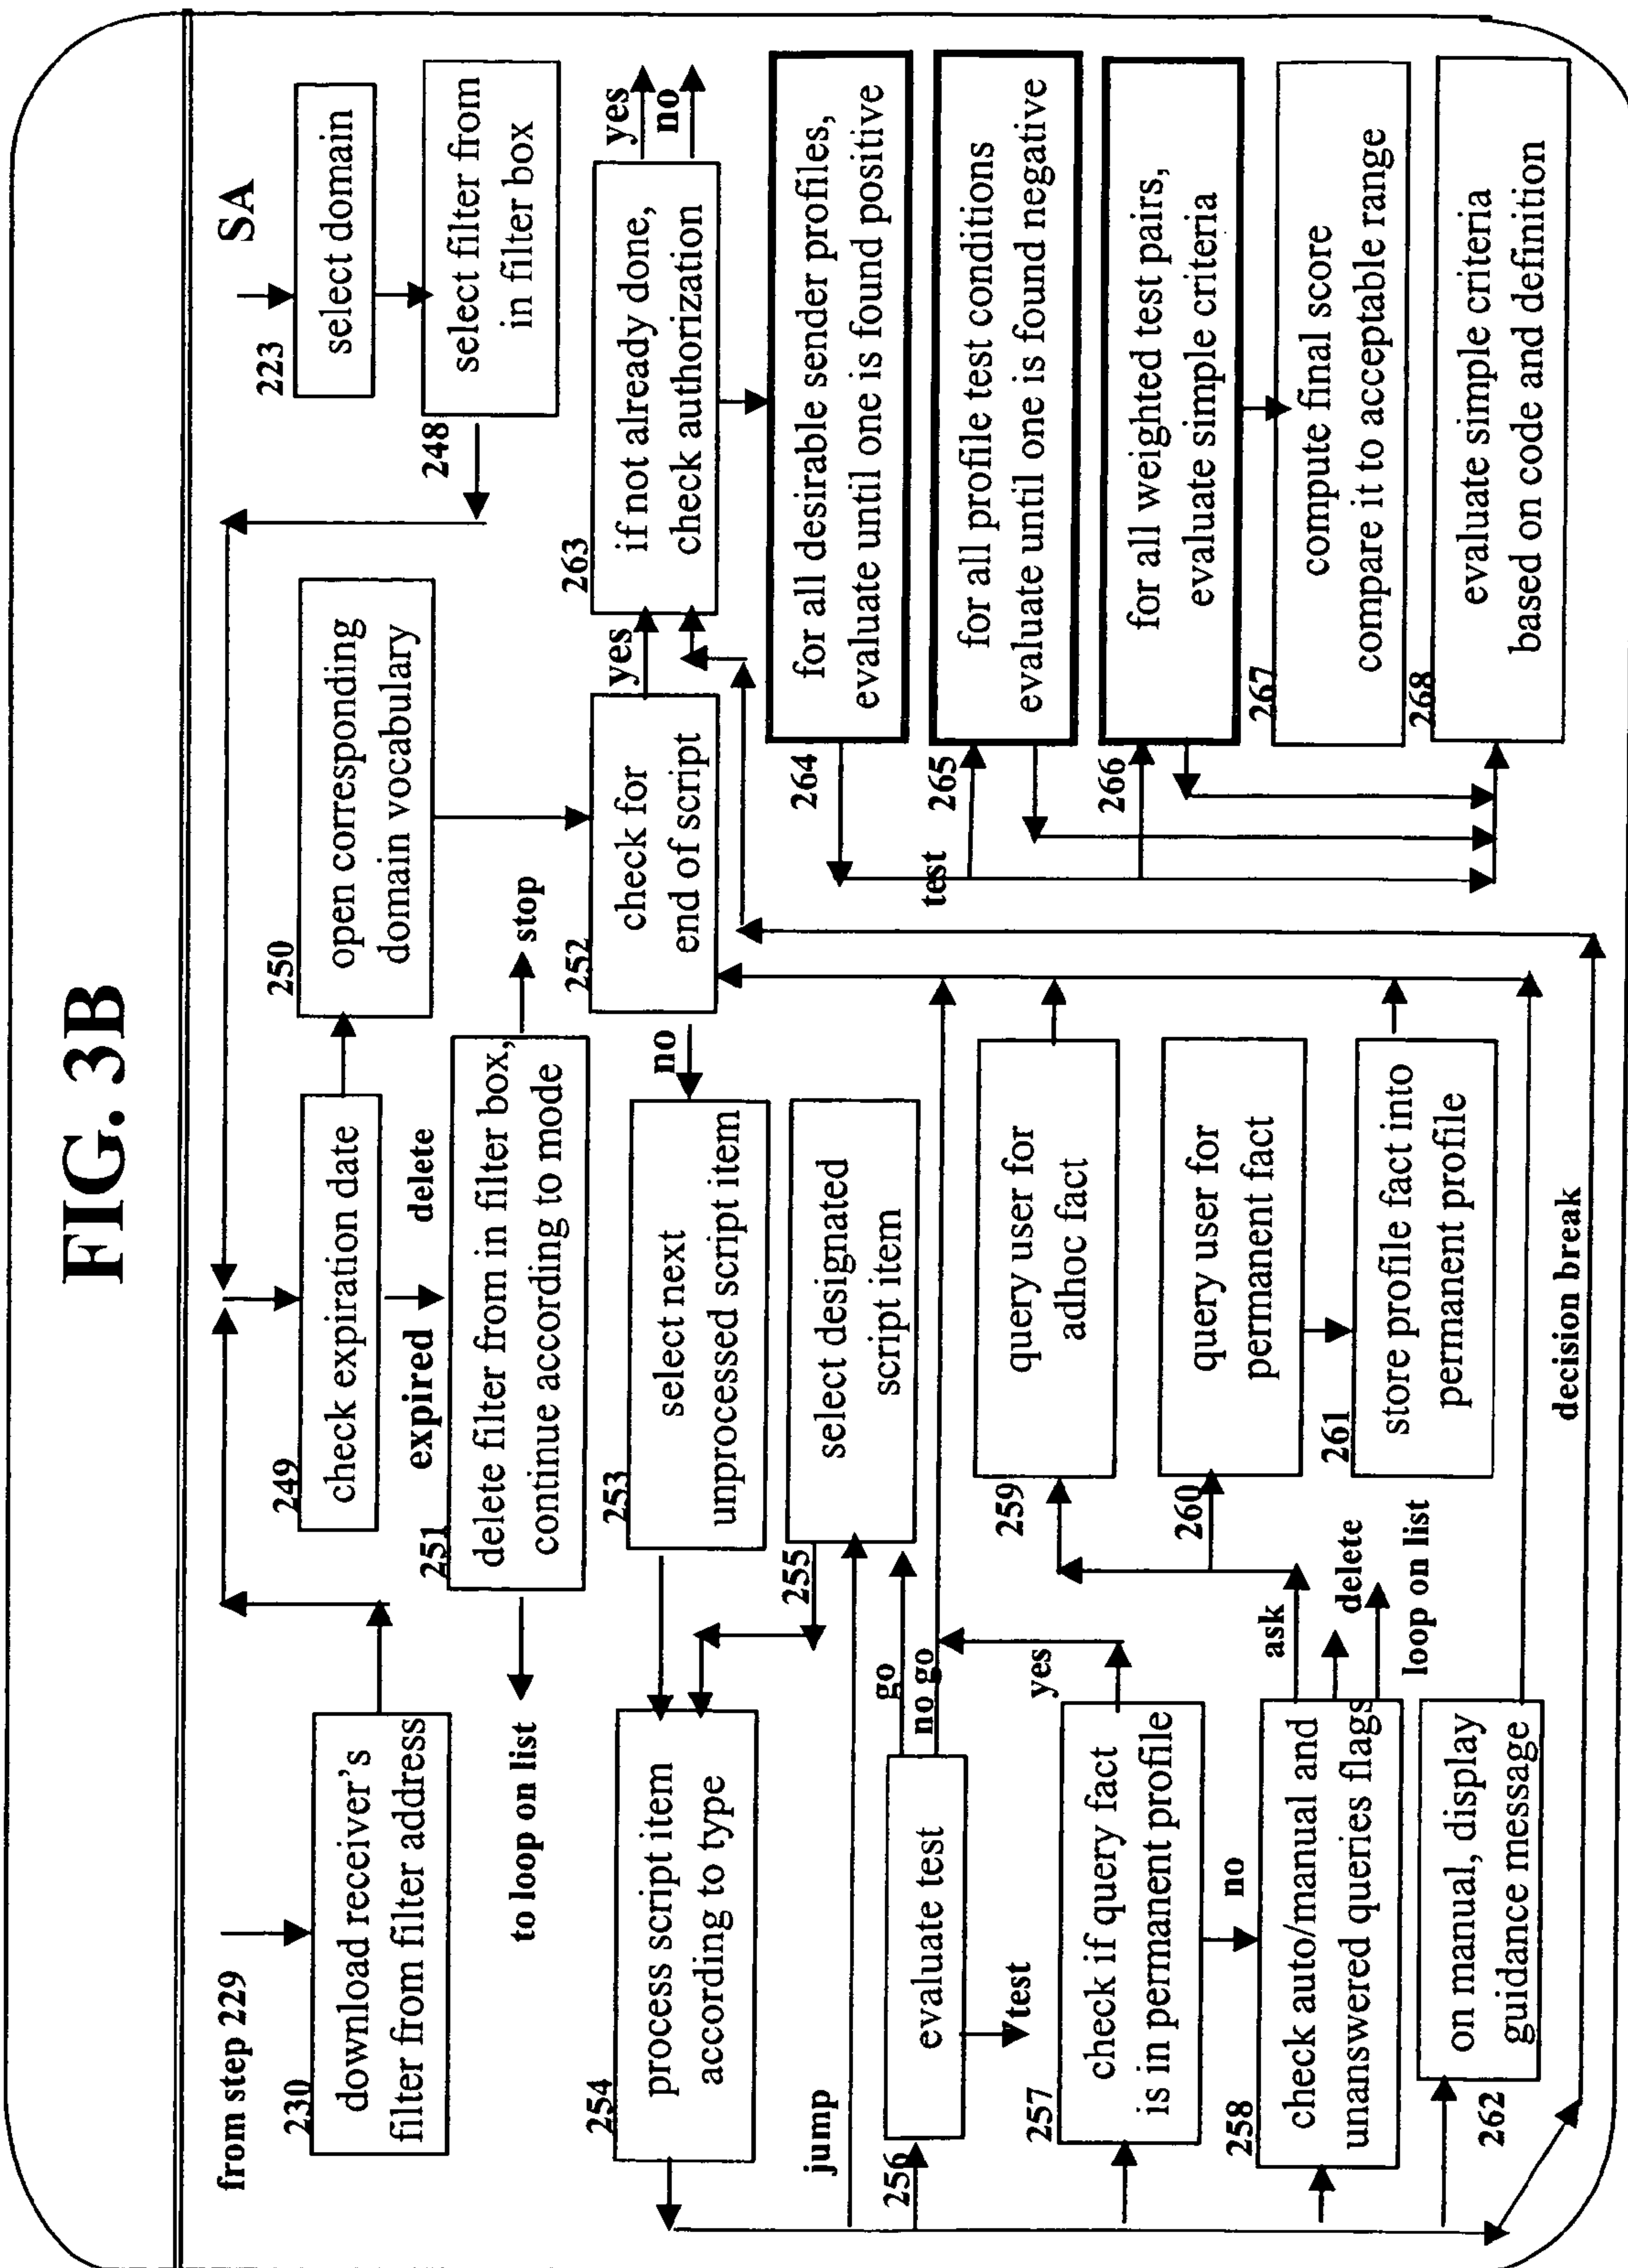 FIG. 3B
from step 229
230
download receiver's
filter from filter address
249
check expiration date
expired
delete
250
open corresponding
domain vocabulary
SA
223
select domain
248
select filter from
in filter box
251
delete filter from in filter box,
continue according to mode
to loop on list
stop
252
check for
end of script
yes
no
263
if not already done,
check authorization
yes
no
253
select next
unprocessed script item
254
process script item
according to type
255
select designated
script item
jump
256
evaluate test
go
no go
test
257
check if query fact
is in permanent profile
yes
no
258
check auto/manual and
unanswered queries flags
ask
delete
loop on list
259
query user for
adhoc fact
260
query user for
permanent fact
261
store profile fact into
permanent profile
262
on manual, display
guidance message
decision break
264
for all desirable sender profiles,
evaluate until one is found positive
test
265
for all profile test conditions
evaluate until one is found negative
266
for all weighted test pairs,
evaluate simple criteria
267
compute final score
compare it to acceptable range
268
evaluate simple criteria
based on code and definition